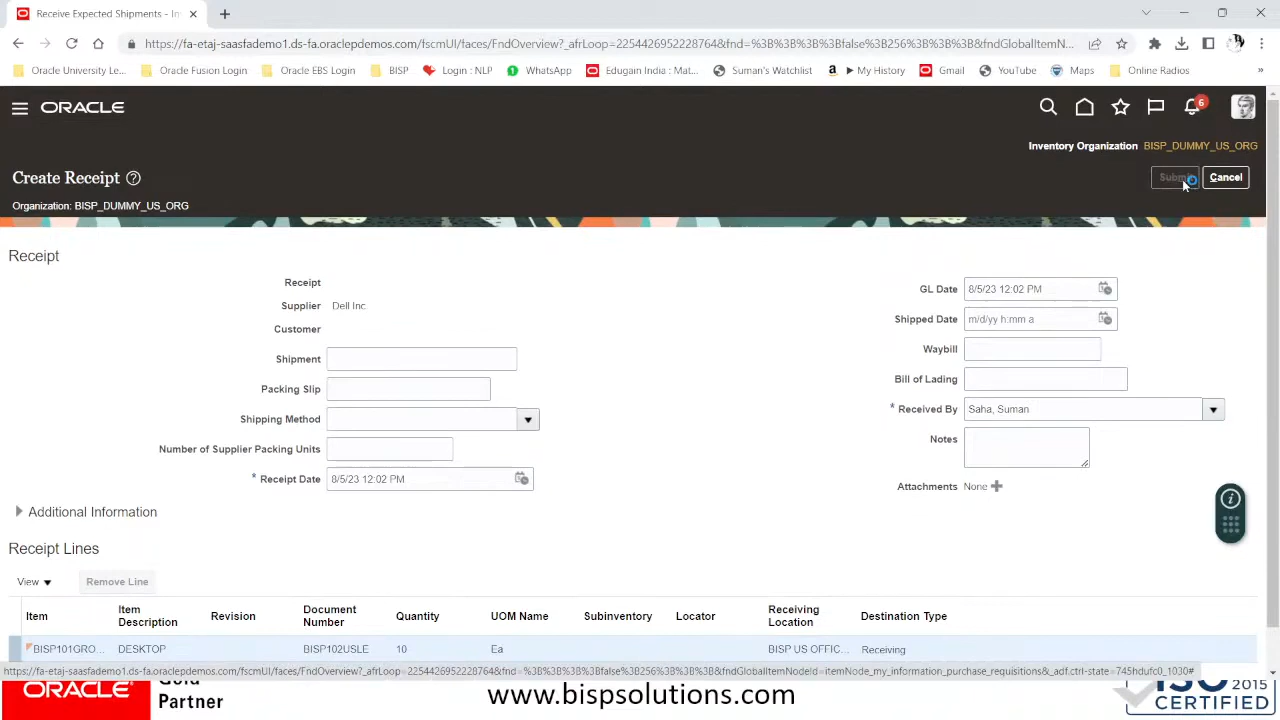 Receive Expected Shipments - In
https://fa-etaj-saasfademo1.ds-fa.oraclepdemos.com/fscmUI/faces/FndOverview?_afrLoop=2254426952228764&fnd=%3B%3B%3B%3Bfalse%3B256%3B%3B%3B&fndGlobalItemN...
Oracle University Le... Oracle Fusion Login Oracle EBS Login BISP Login : NLP WhatsApp Edugain India : Mat... Suman's Watchlist ▶ My History Gmail YouTube Maps Online Radios »
ORACLE 6
Inventory Organization BISP_DUMMY_US_ORG
Create Receipt ? Submit Cancel
Organization: BISP_DUMMY_US_ORG
Receipt
Receipt
Supplier Dell Inc
Customer
Shipment
Packing Slip
Shipping Method
Number of Supplier Packing Units
* Receipt Date 8/5/23 12:02 PM
GL Date 8/5/23 12:02 PM
Shipped Date m/d/yy h:mm a
Waybill
Bill of Lading
* Received By Saha, Suman
Notes
Attachments None
Additional Information
Receipt Lines
View Remove Line
Item Item Description Revision Document Number Quantity UOM Name Subinventory Locator Receiving Location Destination Type
BISP101GRO... DESKTOP BISP102USLE 10 Ea BISP US OFFIC... Receiving
https://fa-etaj-saasfademo1.ds-fa.oraclepdemos.com/fscmUI/faces/FndOverview?_afrLoop=2254426952228764&fnd=%3B%3B%3B%3Bfalse%3B256%3B%3B%3B&fndGlobalItemNodeId=itemNode_my_information_purchase_requisitions&_adf.ctrl-state=745hdufc0_1030#
ORACLE Gold
Partner
www.bispsolutions.com
ISO 2015
CERTIFIED